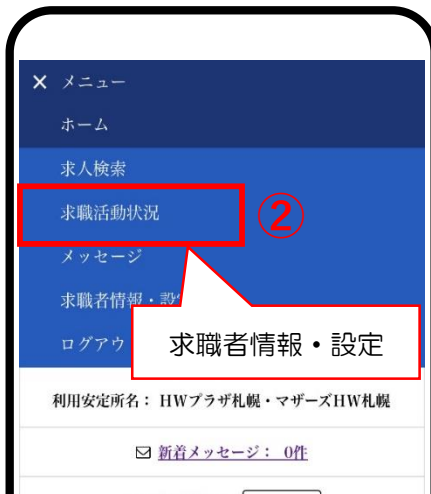 × メニュー
ホーム
求人検索
求職活動状況
②
メッセージ
求職者情報・設
ログアウ
求職者情報・設定
利用安定所名： HWプラザ札幌・マザーズHW札幌
新着メッセージ： 0件